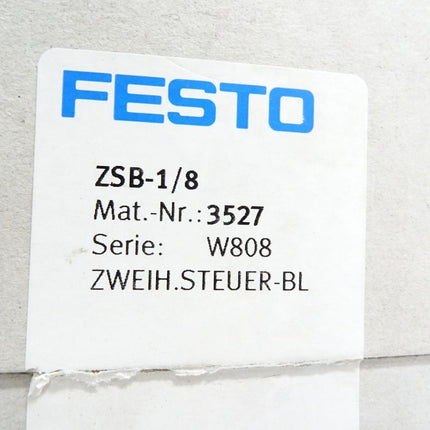 FESTO
ZSB-1/8
Mat.-Nr.: 3527
Serie: W808
ZWEIH.STEUER-BL